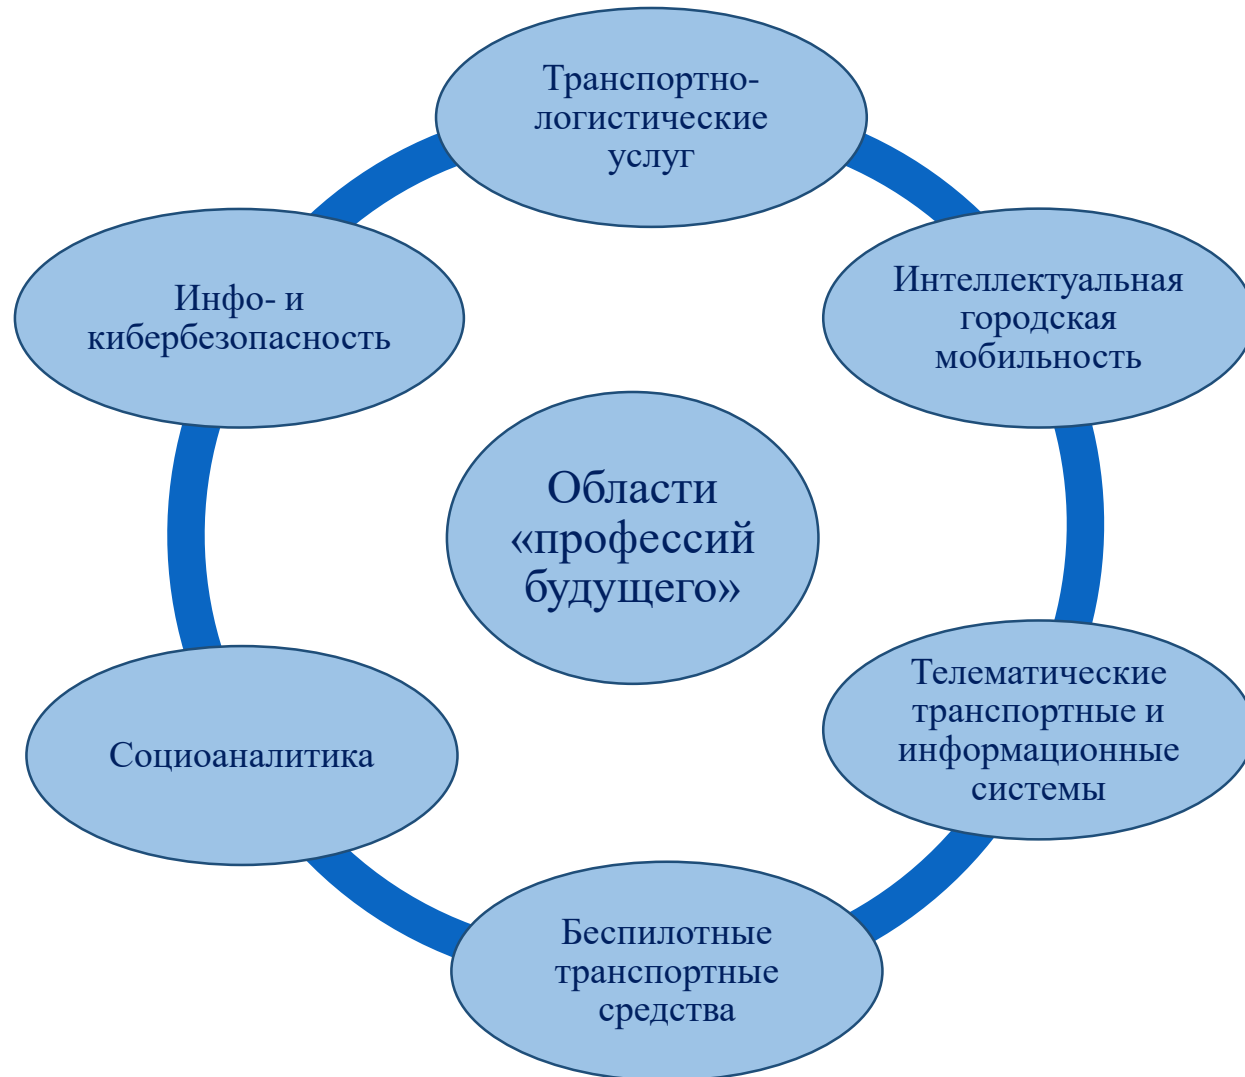 Транспортно-
логистические
услуг
Интеллектуальная
городская
мобильность
Телематические
транспортные и
информационные
системы
Беспилотные
транспортные
средства
Социоаналитика
Инфо- и
кибербезопасность
Области
«профессий
будущего»